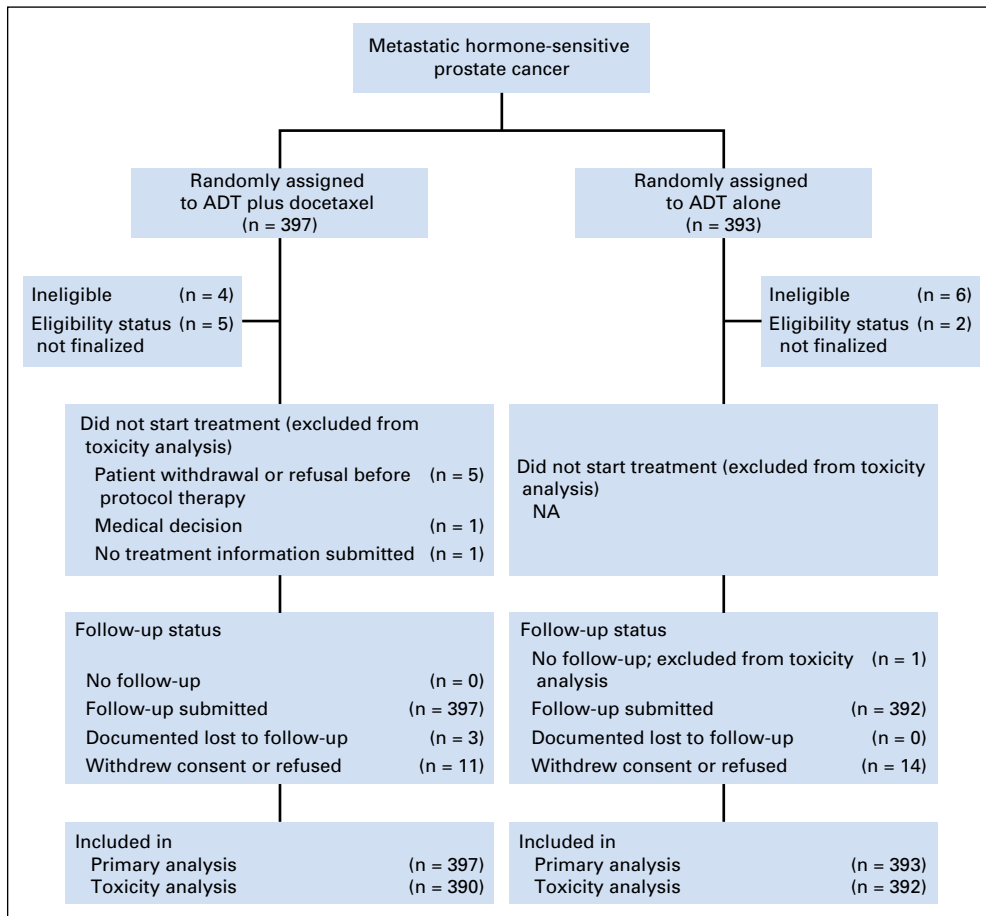 Metastatic hormone-sensitive
prostate cancer
Randomly assigned
to ADT plus docetaxel
(n = 397)
Randomly assigned
to ADT alone
(n = 393)
Ineligible (n = 4)
Eligibility status (n = 5)
not finalized
Ineligible (n = 6)
Eligibility status (n = 2)
not finalized
Did not start treatment (excluded from
toxicity analysis)
Patient withdrawal or refusal before (n = 5)
protocol therapy
Medical decision (n = 1)
No treatment information submitted (n = 1)
Did not start treatment (excluded from toxicity
analysis)
NA
Follow-up status
No follow-up (n = 0)
Follow-up submitted (n = 397)
Documented lost to follow-up (n = 3)
Withdrew consent or refused (n = 11)
Follow-up status
No follow-up; excluded from toxicity (n = 1)
analysis
Follow-up submitted (n = 392)
Documented lost to follow-up (n = 0)
Withdrew consent or refused (n = 14)
Included in
Primary analysis (n = 397)
Toxicity analysis (n = 390)
Included in
Primary analysis (n = 393)
Toxicity analysis (n = 392)